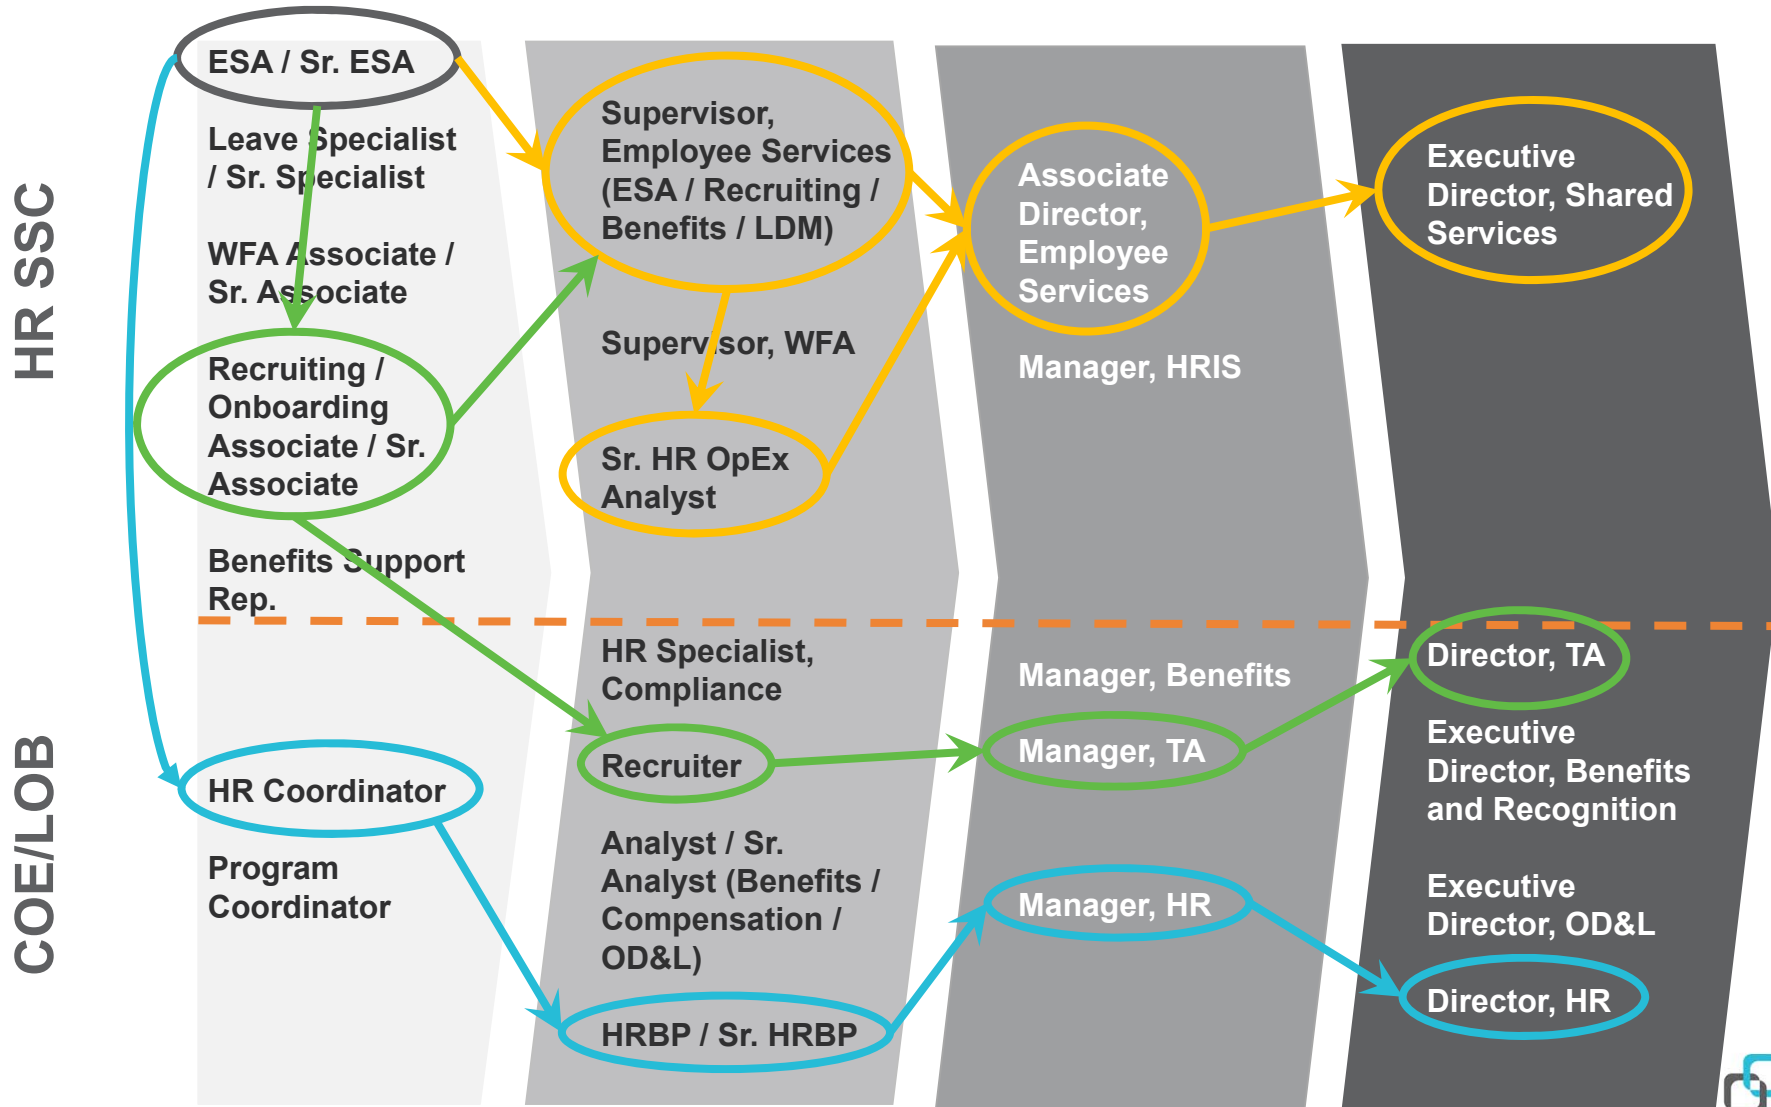 HR SSC
ESA / Sr. ESA
Leave Specialist
/ Sr. Specialist
WFA Associate /
Sr. Associate
Recruiting /
Onboarding
Associate / Sr.
Associate
Benefits Support
Rep.
Supervisor,
Employee Services
(ESA / Recruiting /
Benefits / LDM)
Supervisor, WFA
Sr. HR OpEx
Analyst
Associate
Director,
Employee
Services
Manager, HRIS
Executive
Director, Shared
Services
COE/LOB
HR Coordinator
Program
Coordinator
HR Specialist,
Compliance
Recruiter
Analyst / Sr.
Analyst (Benefits /
Compensation /
OD&L)
HRBP / Sr. HRBP
Manager, Benefits
Manager, TA
Manager, HR
Director, TA
Executive
Director, Benefits
and Recognition
Executive
Director, OD&L
Director, HR